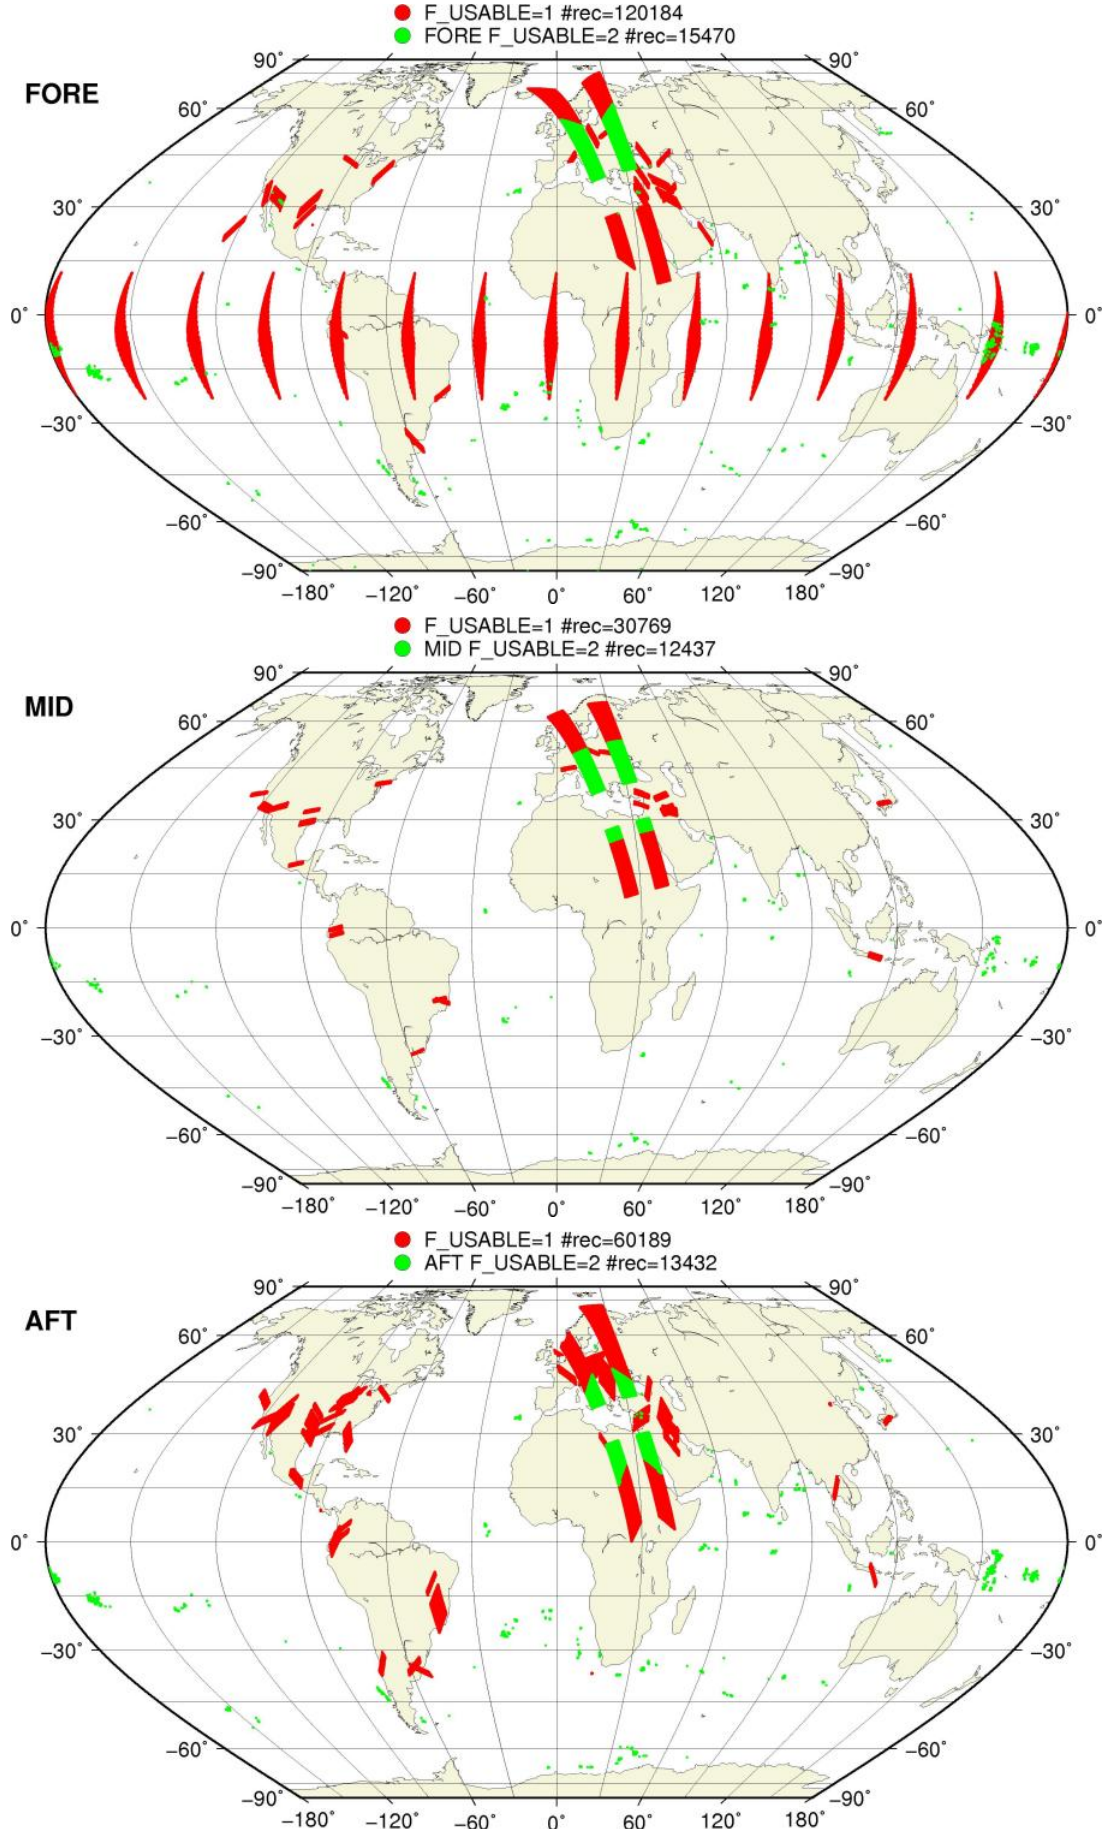 F_USABLE=1 #rec=120184
FORE F_USABLE=2 #rec=15470
FORE
90˚ 90˚
60˚ 60˚
30˚ 30˚
0˚ 0˚
−30˚ −30˚
−60˚ −60˚
−90˚ −90˚
−180˚ −120˚ −60˚ 0˚ 60˚ 120˚ 180˚
F_USABLE=1 #rec=30769
MID F_USABLE=2 #rec=12437
MID
90˚ 90˚
60˚ 60˚
30˚ 30˚
0˚ 0˚
−30˚ −30˚
−60˚ −60˚
−90˚ −90˚
−180˚ −120˚ −60˚ 0˚ 60˚ 120˚ 180˚
F_USABLE=1 #rec=60189
AFT F_USABLE=2 #rec=13432
AFT
90˚ 90˚
60˚ 60˚
30˚ 30˚
0˚ 0˚
−30˚ −30˚
−60˚ −60˚
−90˚ −90˚
−180˚ −120˚ −60˚ 0˚ 60˚ 120˚ 180˚